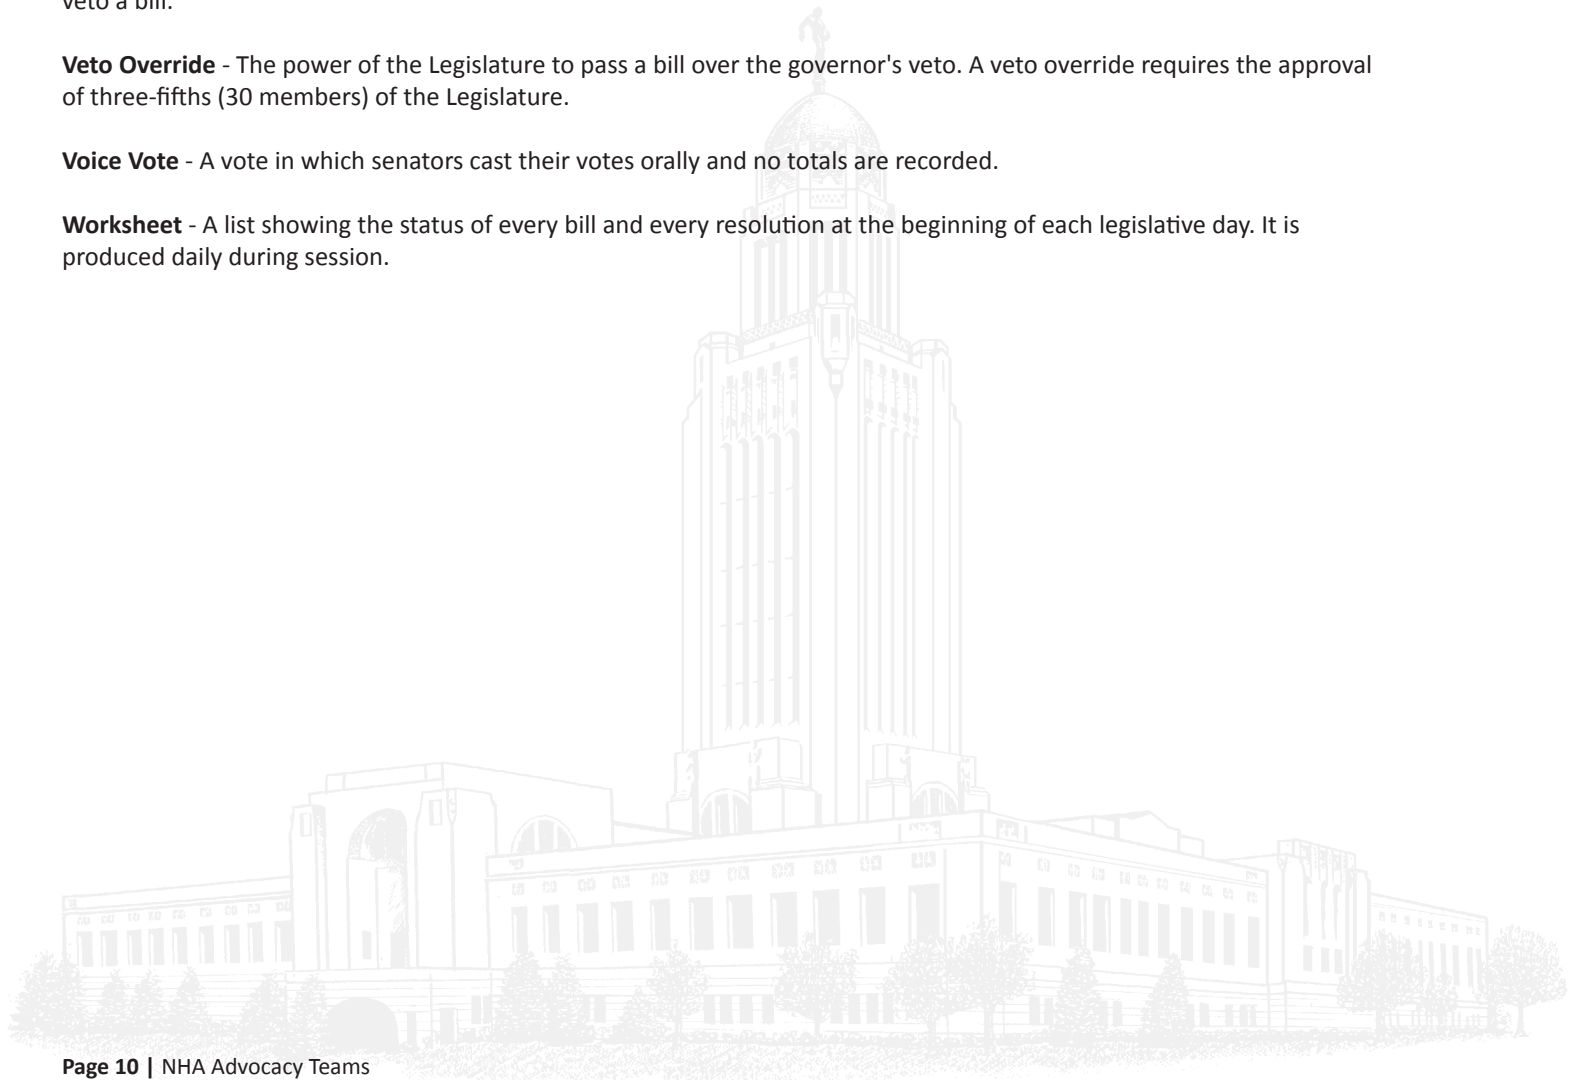 veto a bill.
Veto Override - The power of the Legislature to pass a bill over the governor's veto. A veto override requires the approval
of three-fifths (30 members) of the Legislature.
Voice Vote - A vote in which senators cast their votes orally and no totals are recorded.
Worksheet - A list showing the status of every bill and every resolution at the beginning of each legislative day. It is
produced daily during session.
Page 10 | NHA Advocacy Teams